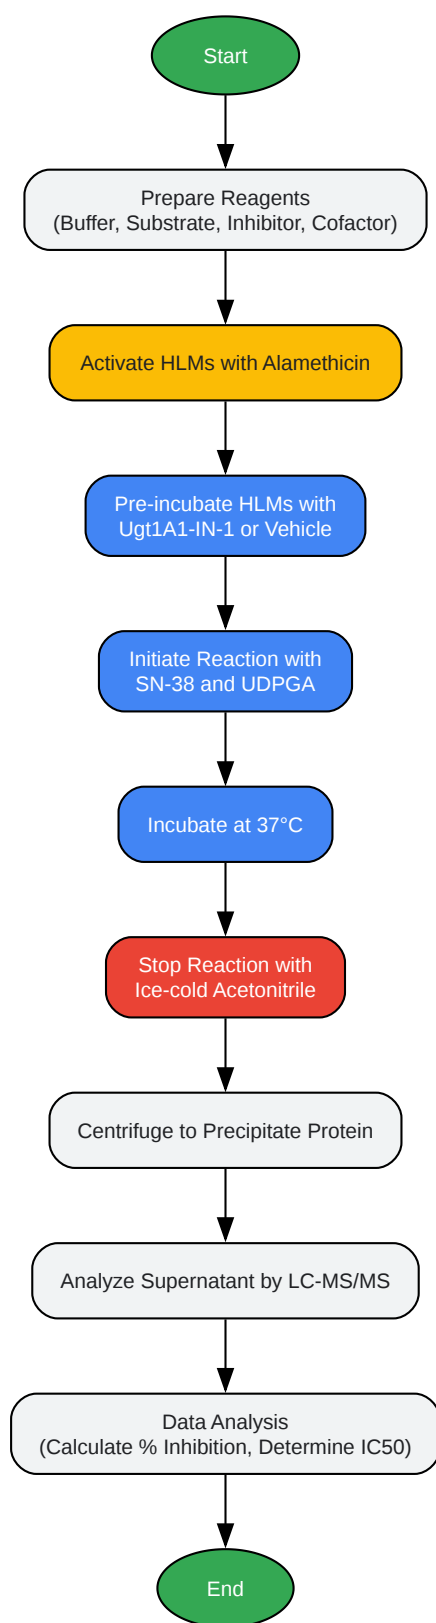 Start
Prepare Reagents
(Buffer, Substrate, Inhibitor, Cofactor)
Activate HLMs with Alamethicin
Pre-incubate HLMs with
Ugt1A1-IN-1 or Vehicle
Initiate Reaction with
SN-38 and UDPGA
Incubate at 37°C
Stop Reaction with
Ice-cold Acetonitrile
Centrifuge to Precipitate Protein
Analyze Supernatant by LC-MS/MS
Data Analysis
(Calculate % Inhibition, Determine IC50)
End